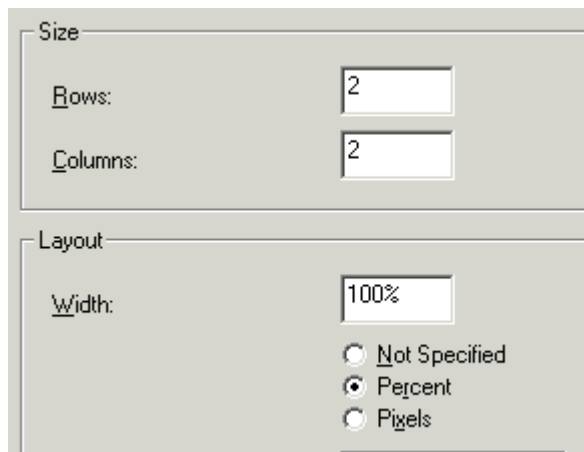 Size
Rows: 2
Columns: 2
Layout
Width: 100%
Not Specified
Percent
Pixels